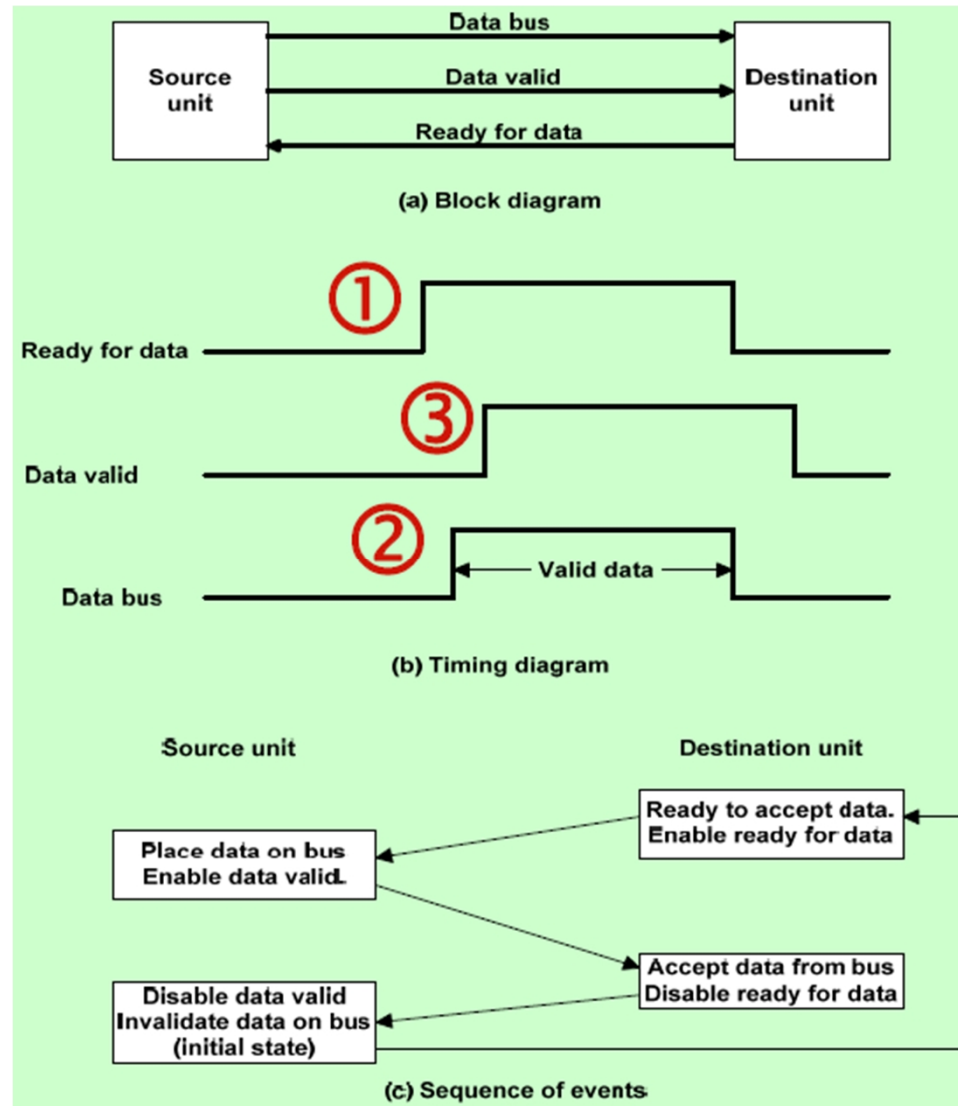 Data bus
Source
unit
Data valid
Destination
unit
Ready for data
(a) Block diagram
①
Ready for data
③
Data valid
②
Valid data
Data bus
(b) Timing diagram
Source unit
Destination unit
Ready to accept data.
Enable ready for data
Place data on bus
Enable data valid.
Accept data from bus
Disable ready for data
Disable data valid
Invalidate data on bus
(initial state)
(c) Sequence of events